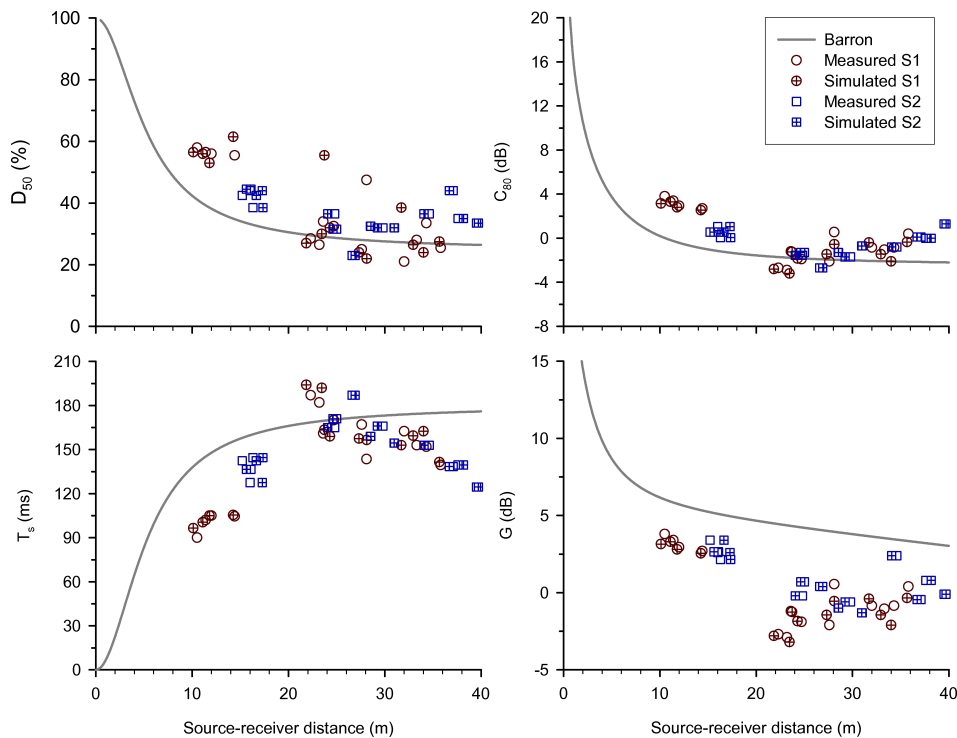 100
80
60
40
20
0
D50 (%)
20
16
12
8
4
0
-4
-8
C80 (dB)
Barron
Measured S1
Simulated S1
Measured S2
Simulated S2
210
180
150
120
90
60
30
0
Ts (ms)
0 10 20 30 40
Source-receiver distance (m)
15
10
5
0
-5
G (dB)
0 10 20 30 40
Source-receiver distance (m)